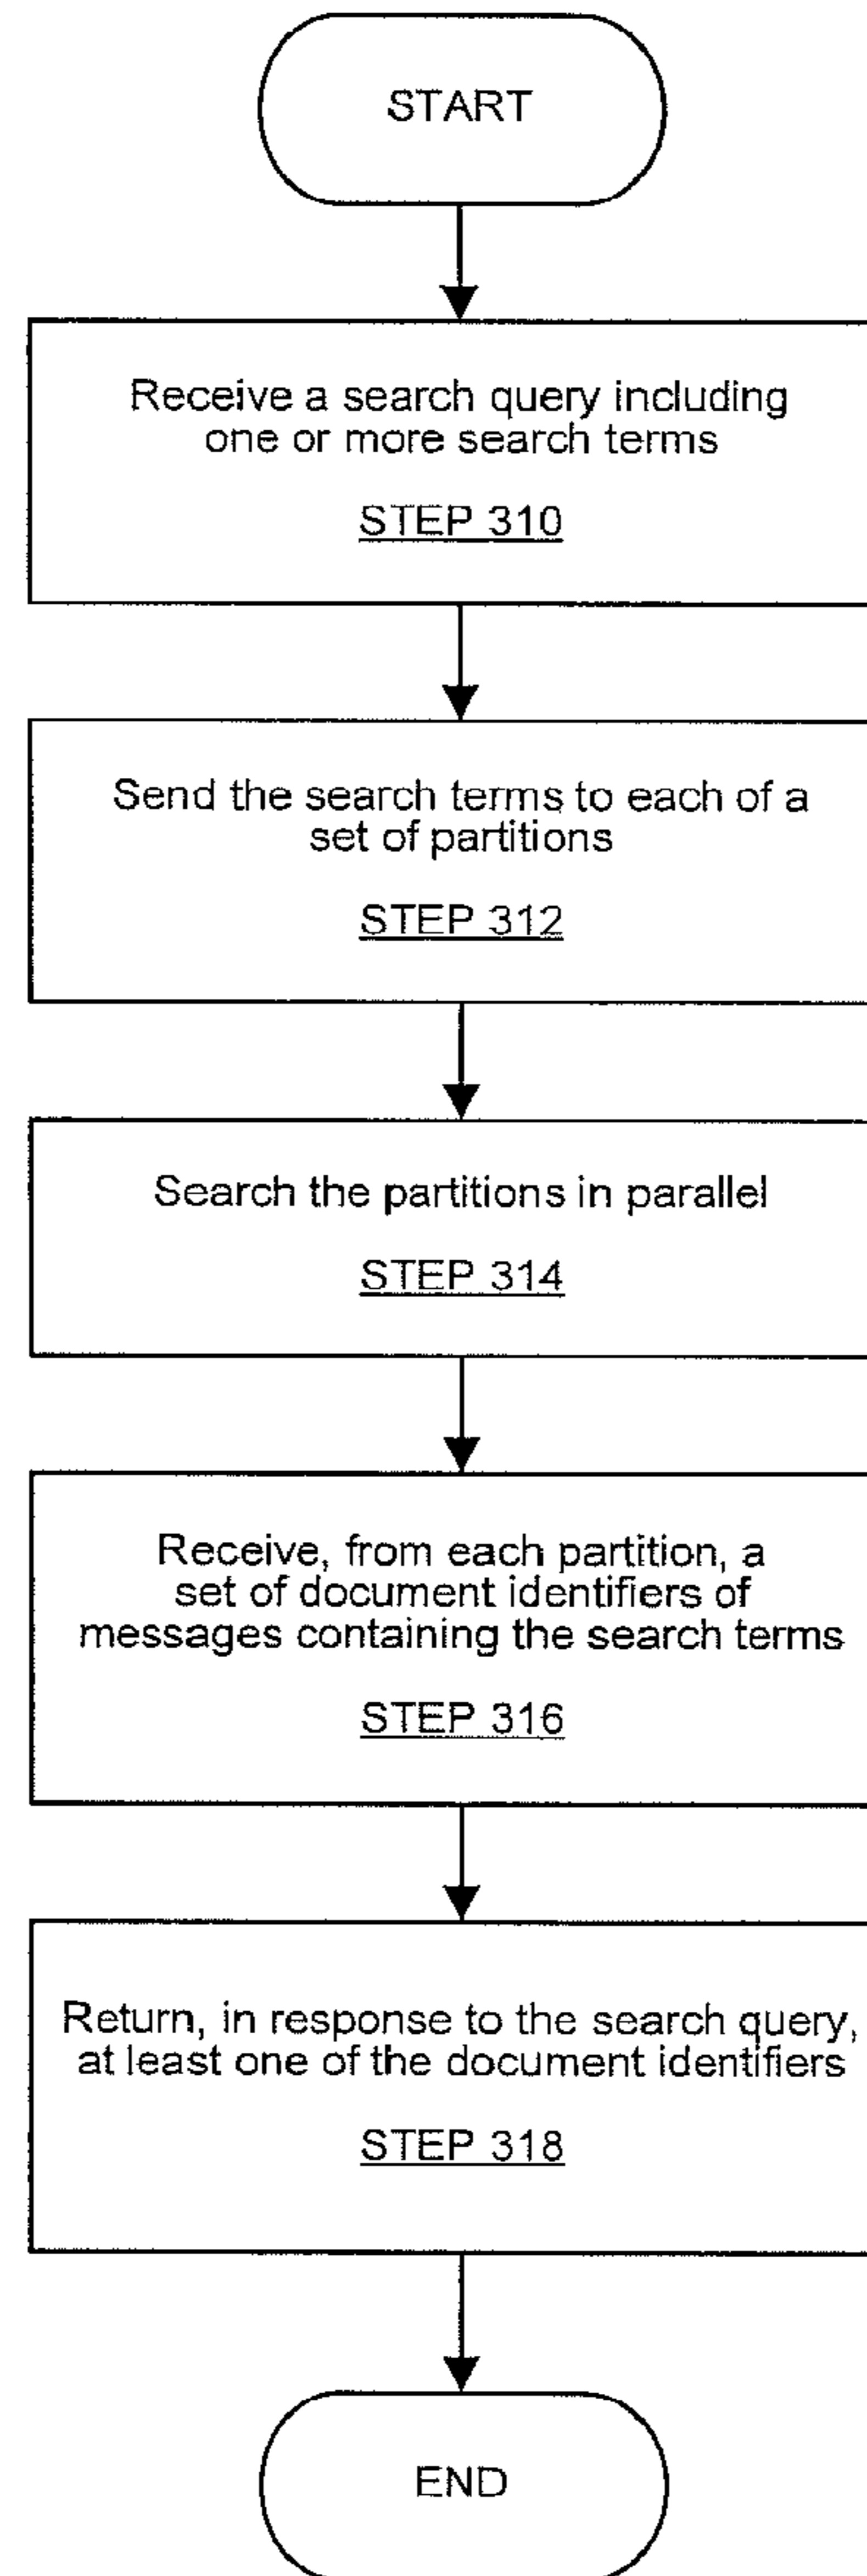 START
Receive a search query including
one or more search terms
STEP 310
Send the search terms to each of a
set of partitions
STEP 312
Search the partitions in parallel
STEP 314
Receive, from each partition, a
set of document identifiers of
messages containing the search terms
STEP 316
Return, in response to the search query,
at least one of the document identifiers
STEP 318
END